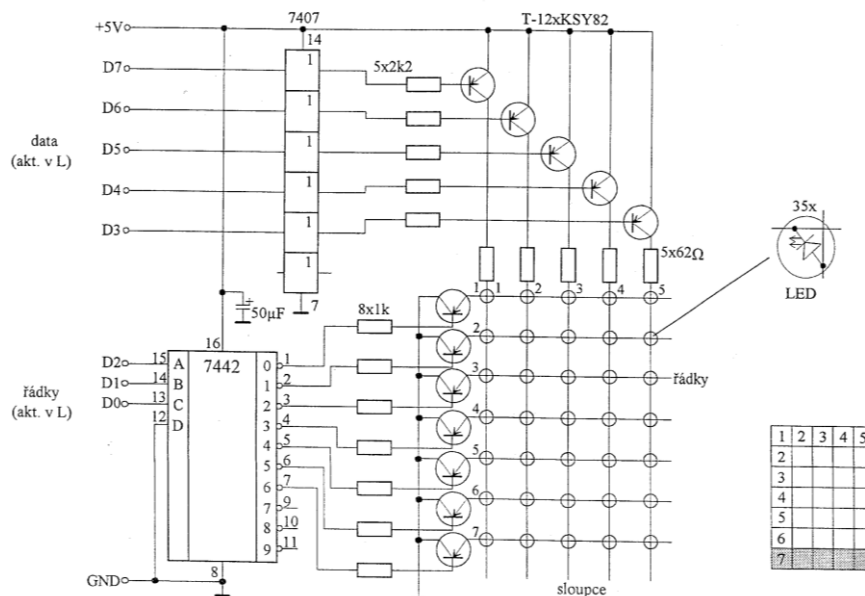 7407
T-12xKSY82
+5V
14
D7
1
5x2k2
D6
1
data
(akt. v L)
D5
1
D4
1
D3
1
1
5x62Ω
35x
LED
7
50µF
+
8x1k
16
7442
D2
15
A
D1
14
B
D0
13
C
12
D
řádky
(akt. v L)
0
1
1
2
2
3
3
4
4
5
5
6
6
7
7
9
8
10
9
11
GND
8
1
1
2
3
4
5
2
3
řádky
4
5
6
7
sloupce
1 2 3 4 5
2
3
4
5
6
7